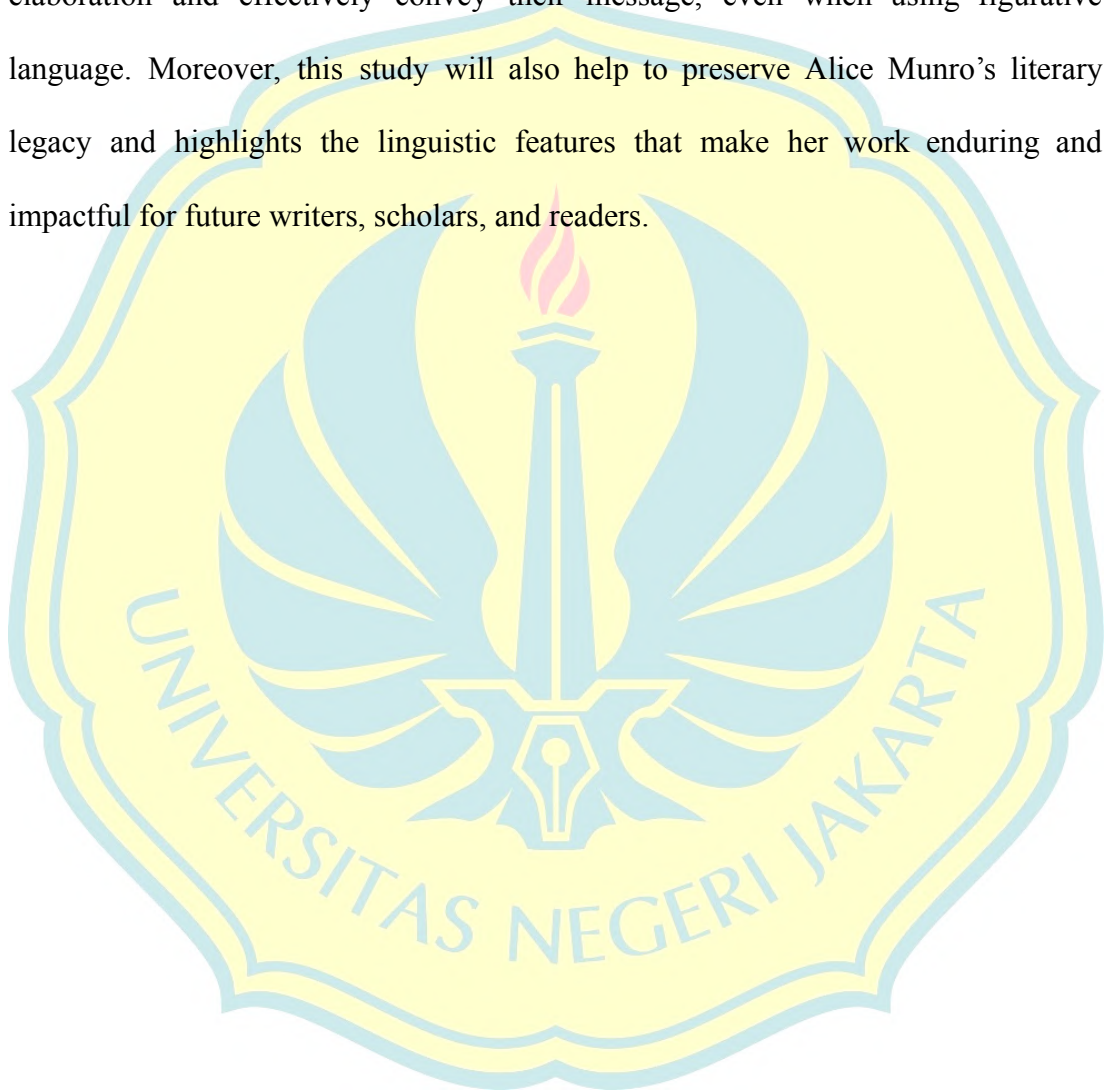 elaboration and effectively convey their message, even when using figurative
language. Moreover, this study will also help to preserve Alice Munro’s literary
legacy and highlights the linguistic features that make her work enduring and
impactful for future writers, scholars, and readers.
UNIVERSITAS NEGERI JAKARTA